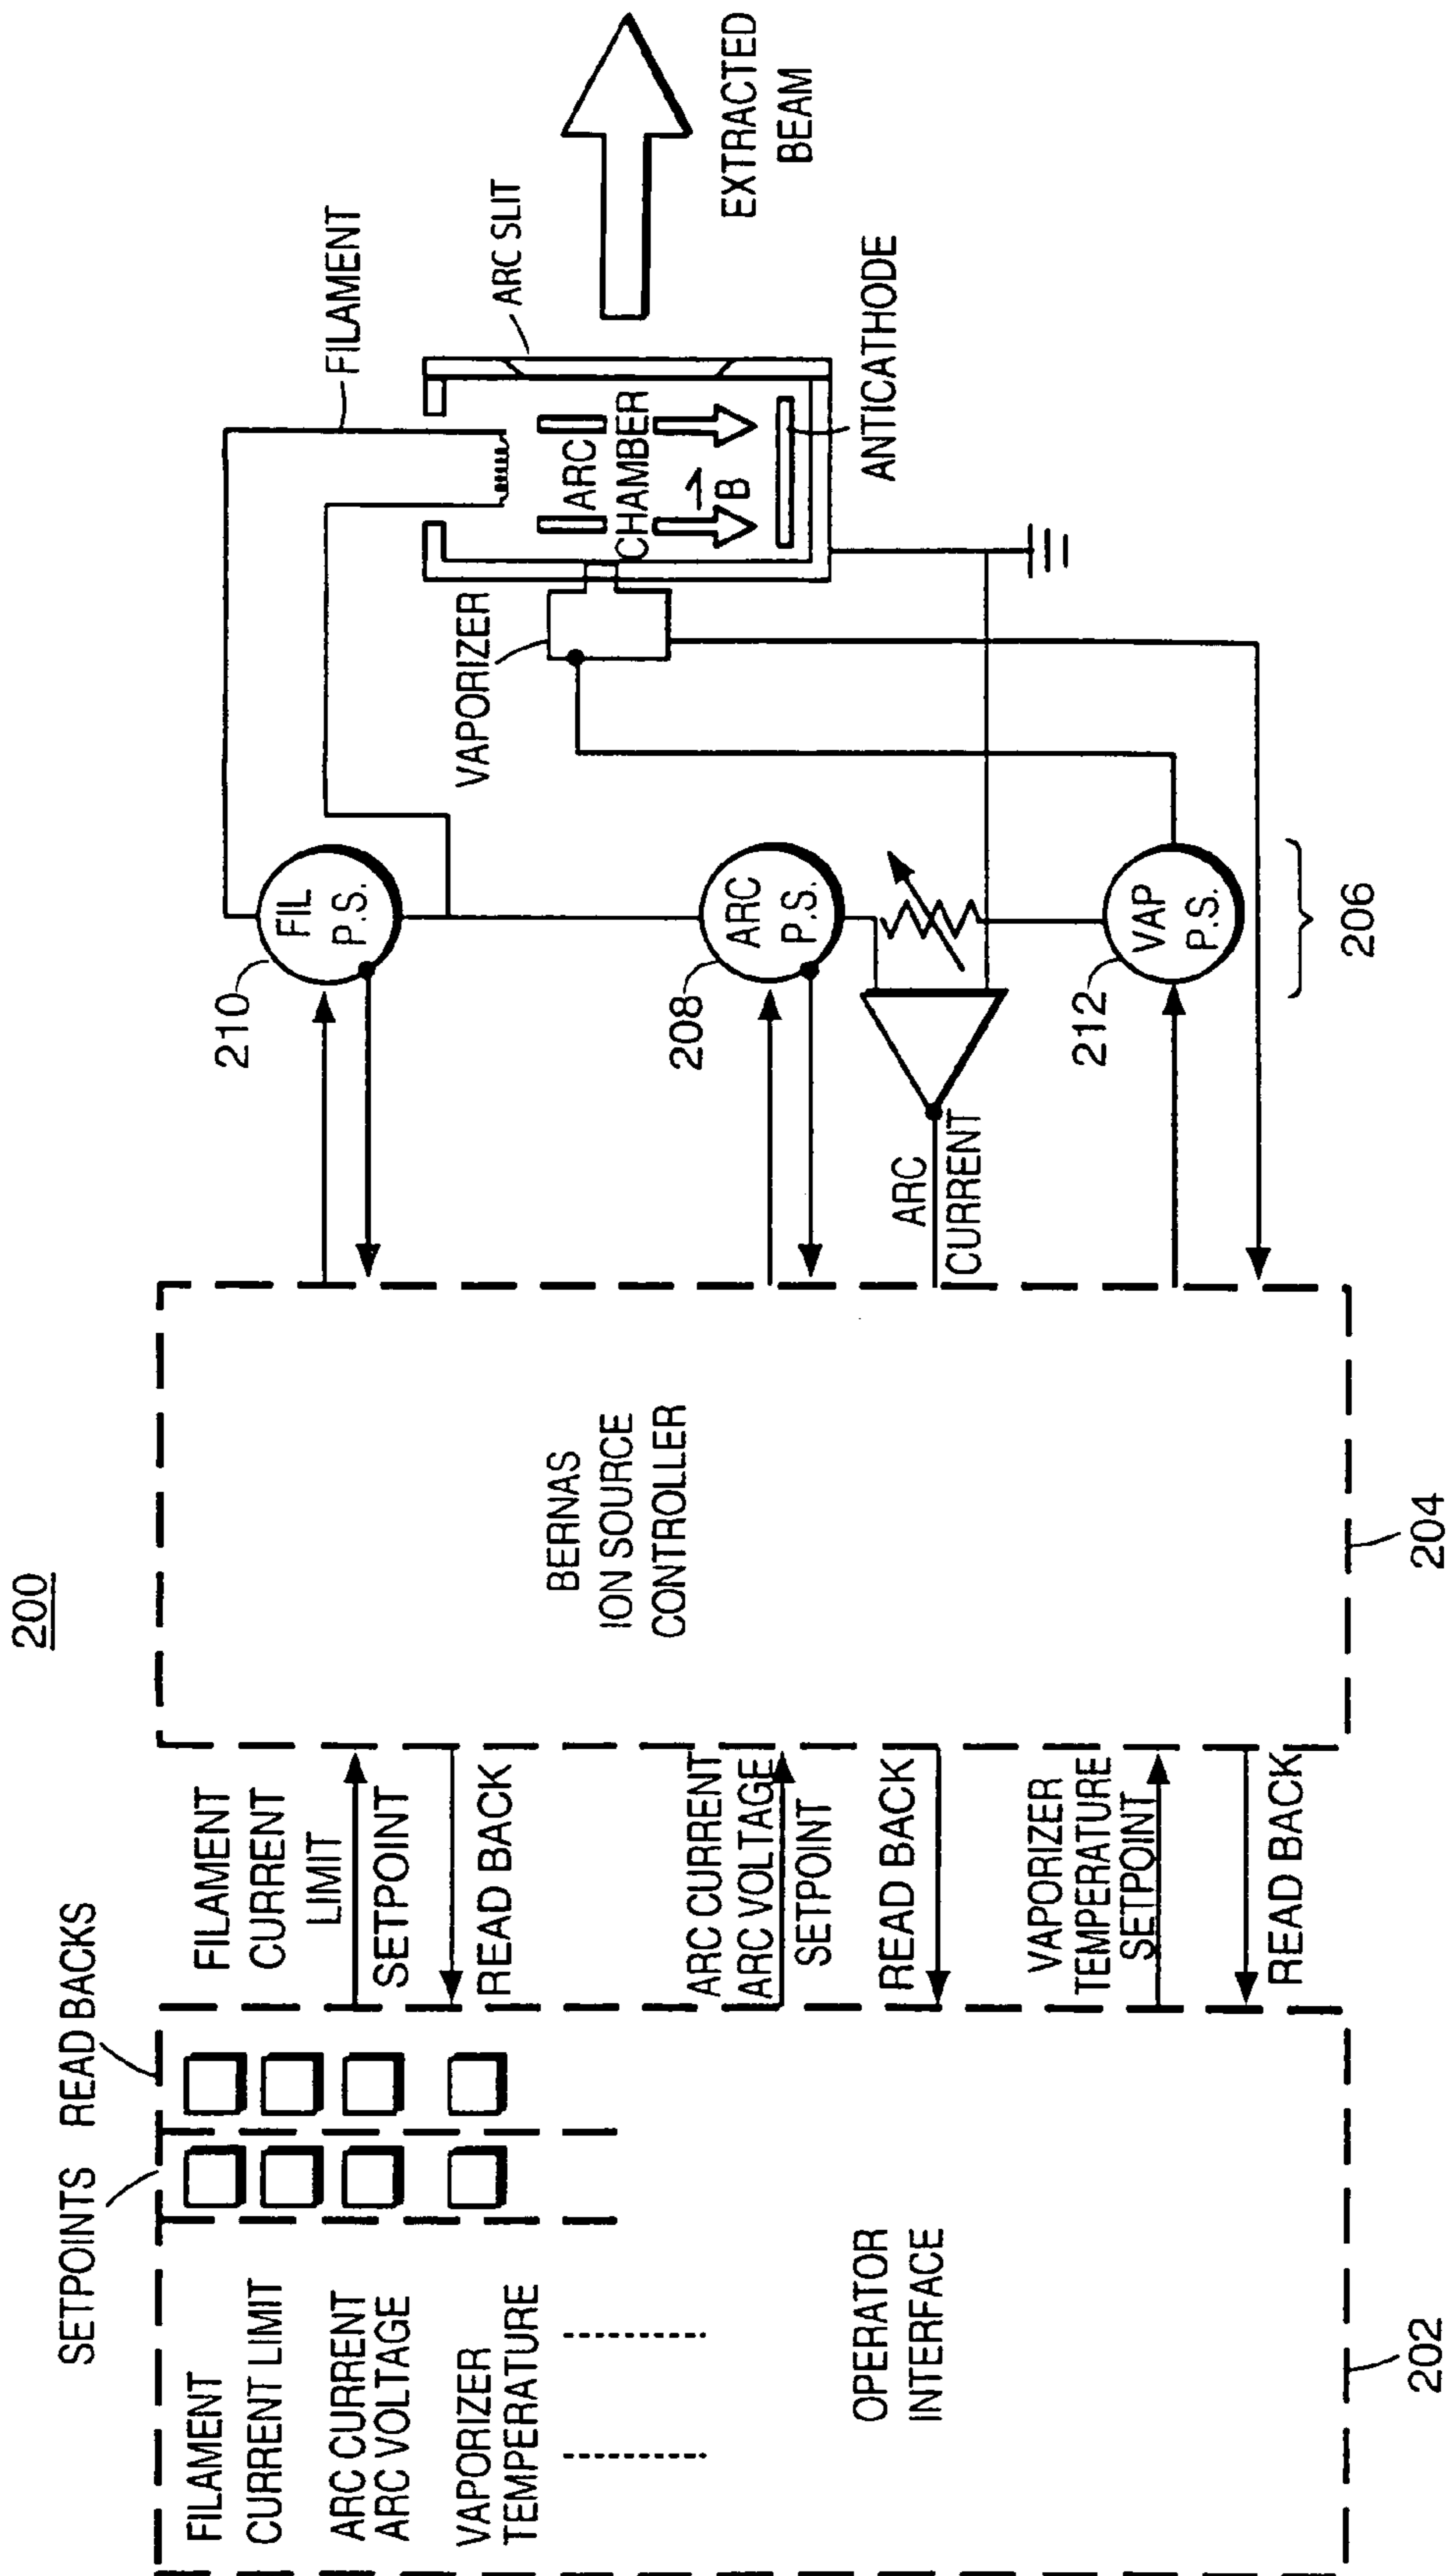 200
SETPOINTS
READ BACKS
FILAMENT
CURRENT LIMIT
ARC CURRENT
ARC VOLTAGE
VAPORIZER
TEMPERATURE
OPERATOR
INTERFACE
202
FILAMENT
CURRENT
LIMIT
SETPOINT
READ BACK
ARC CURRENT
ARC VOLTAGE
SETPOINT
READ BACK
VAPORIZER
TEMPERATURE
SETPOINT
READ BACK
BERNAS
ION SOURCE
CONTROLLER
204
210
FIL
P.S.
208
ARC
P.S.
ARC
CURRENT
212
VAP
P.S.
206
VAPORIZER
FILAMENT
ARC SLIT
ARC
CHAMBER
B
ANTICATHODE
EXTRACTED
BEAM